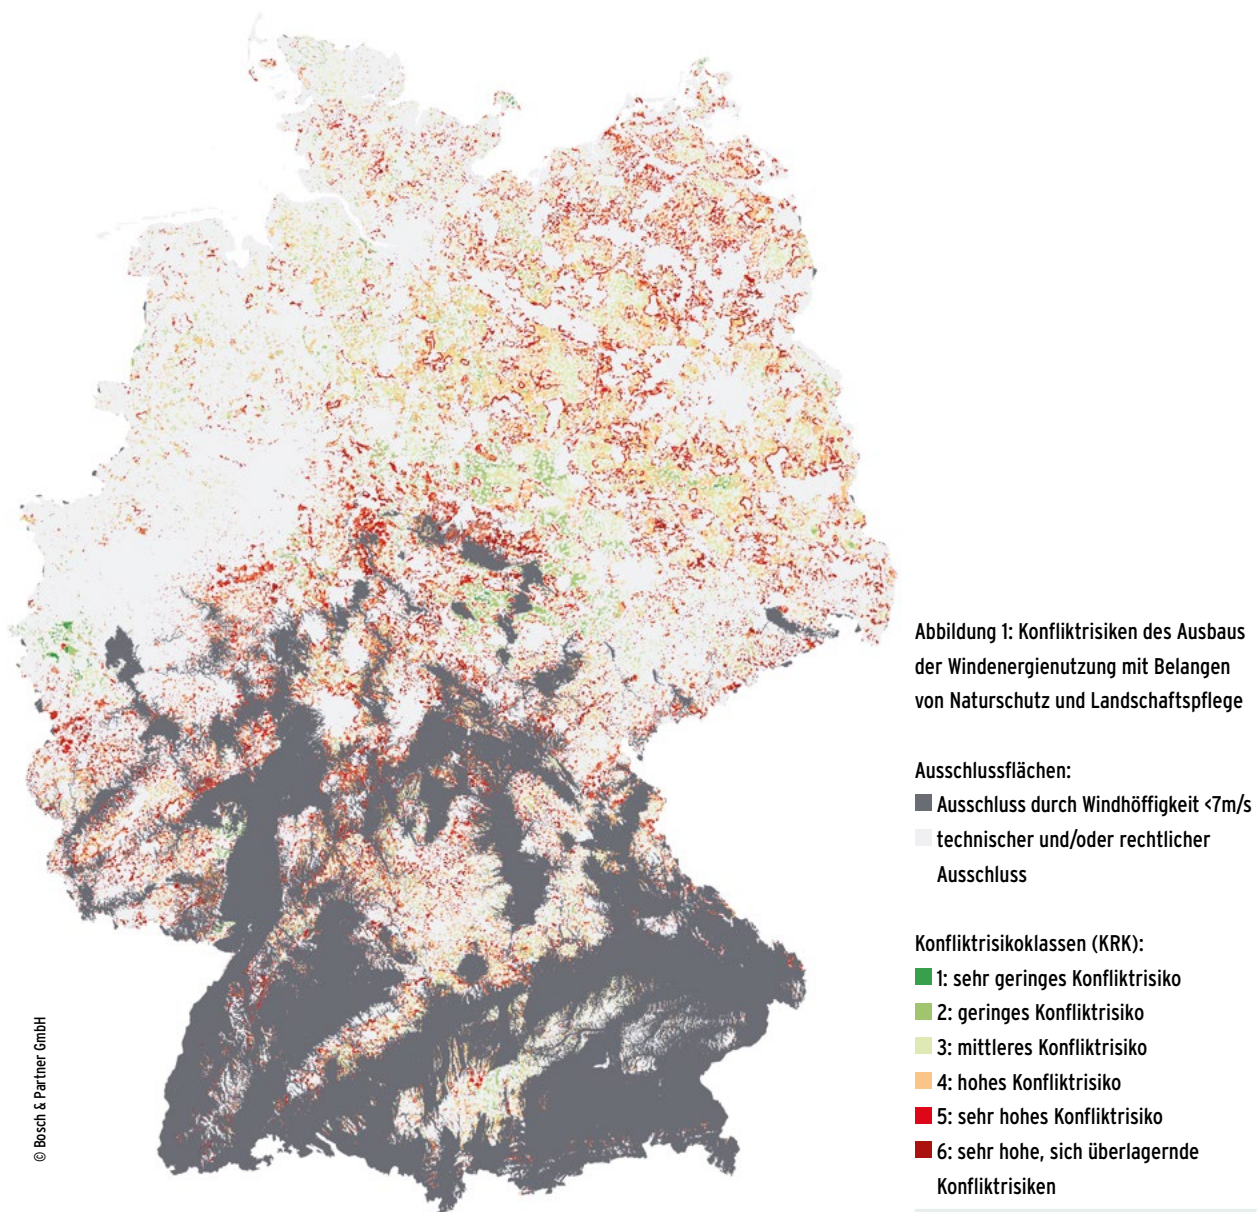 Abbildung 1: Konfliktrisiken des Ausbaus
der Windenergienutzung mit Belangen
von Naturschutz und Landschaftspflege
Ausschlussflächen:
Ausschluss durch Windhöffigkeit <7m/s
technischer und/oder rechtlicher
Ausschluss
Konfliktrisikoklassen (KRK):
1: sehr geringes Konfliktrisiko
2: geringes Konfliktrisiko
3: mittleres Konfliktrisiko
4: hohes Konfliktrisiko
5: sehr hohes Konfliktrisiko
6: sehr hohe, sich überlagernde
Konfliktrisiken
© Bosch & Partner GmbH